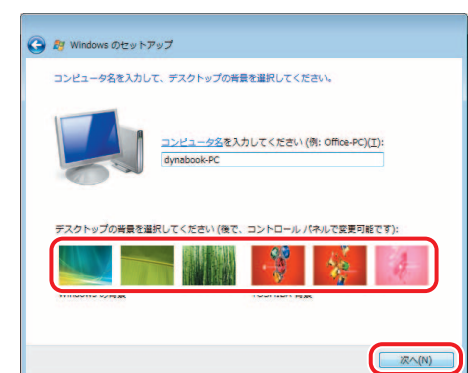 Windows のセットアップ
コンピュータ名を入力して、デスクトップの背景を選択してください。
コンピュータ名を入力してください (例: Office-PC)(T):
dynabook-PC
デスクトップの背景を選択してください (後で、コントロール パネルで変更可能です):
次へ(N)